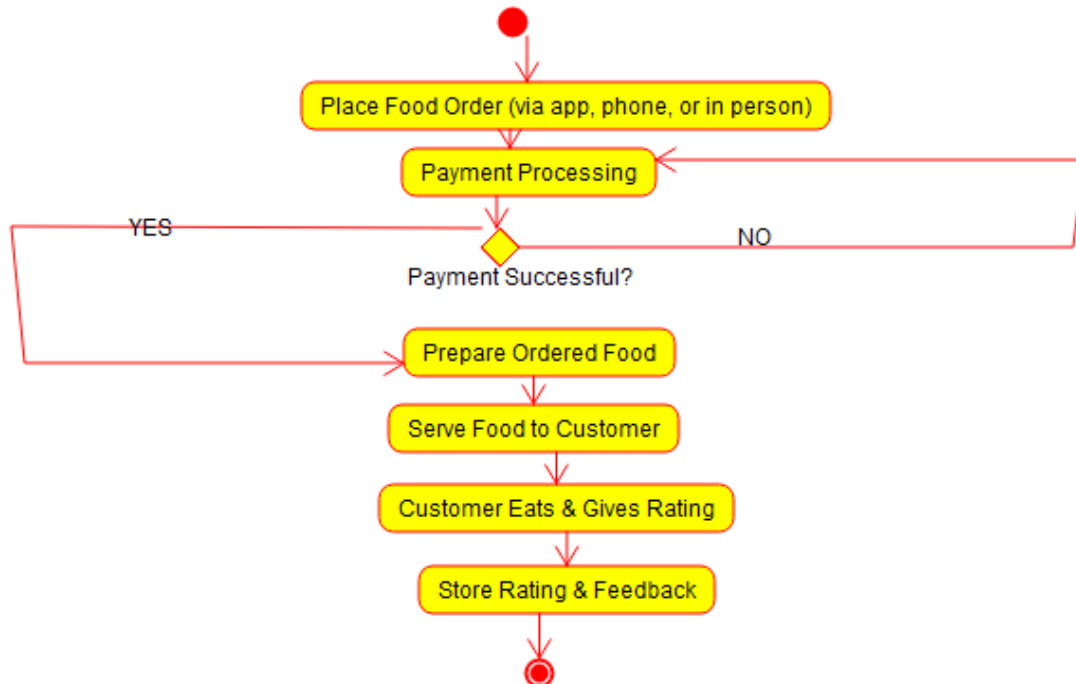 Place Food Order (via app, phone, or in person)
Payment Processing
YES
NO
Payment Successful?
Prepare Ordered Food
Serve Food to Customer
Customer Eats & Gives Rating
Store Rating & Feedback